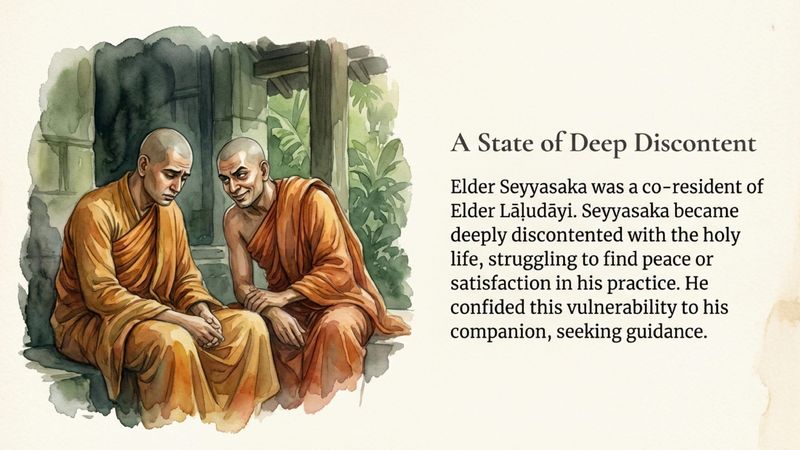 A State of Deep Discontent
Elder Seyyasaka was a co-resident of
Elder Lāḷudāyi. Seyyasaka became
deeply discontented with the holy
life, struggling to find peace or
satisfaction in his practice. He
confided this vulnerability to his
companion, seeking guidance.